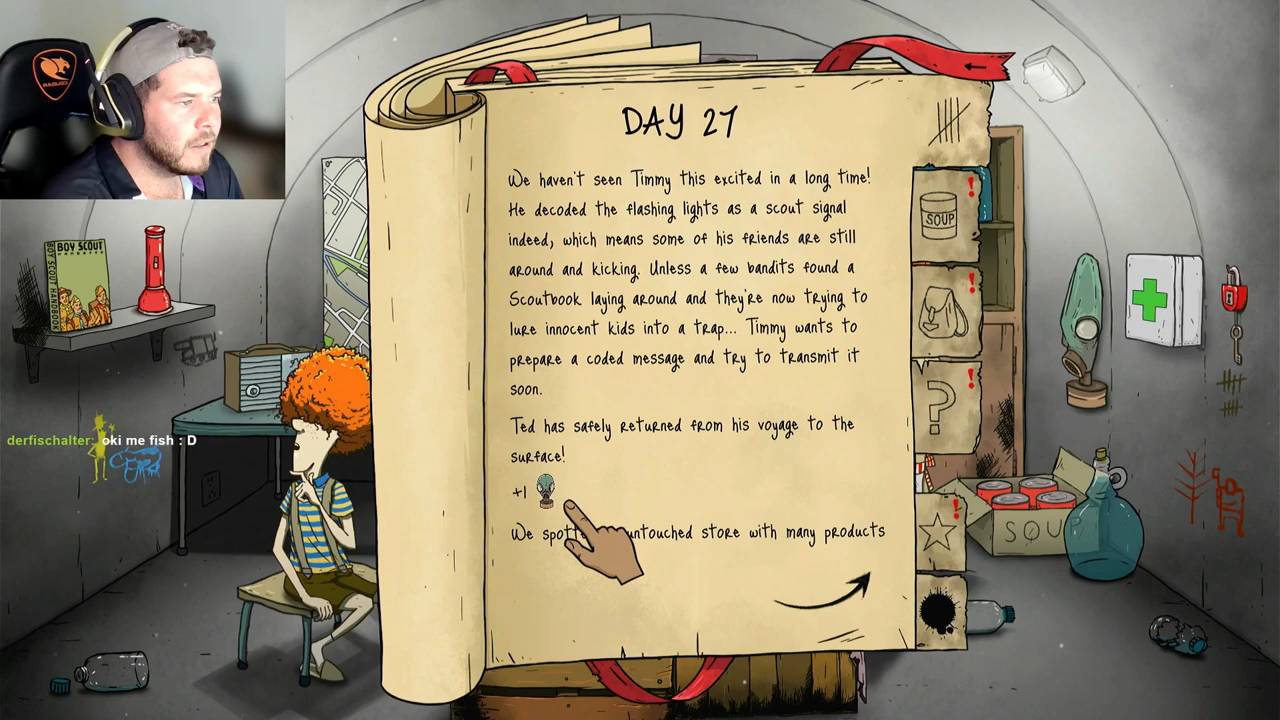 DAY 27
We haven't seen Timmy this excited in a long time!
He decoded the flashing lights as a scout signal
indeed, which means some of his friends are still
around and kicking. Unless a few bandits found a
Scoutbook laying around and they're now trying to
lure innocent kids into a trap... Timmy wants to
prepare a coded message and try to transmit it
soon.
Ted has safely returned from his voyage to the
surface!
+1
We untouched store with many products
SOUP
BOY SCOUT
BOY SCOUT HANDBOOK
derfischalter: oki me fish : D
SOU